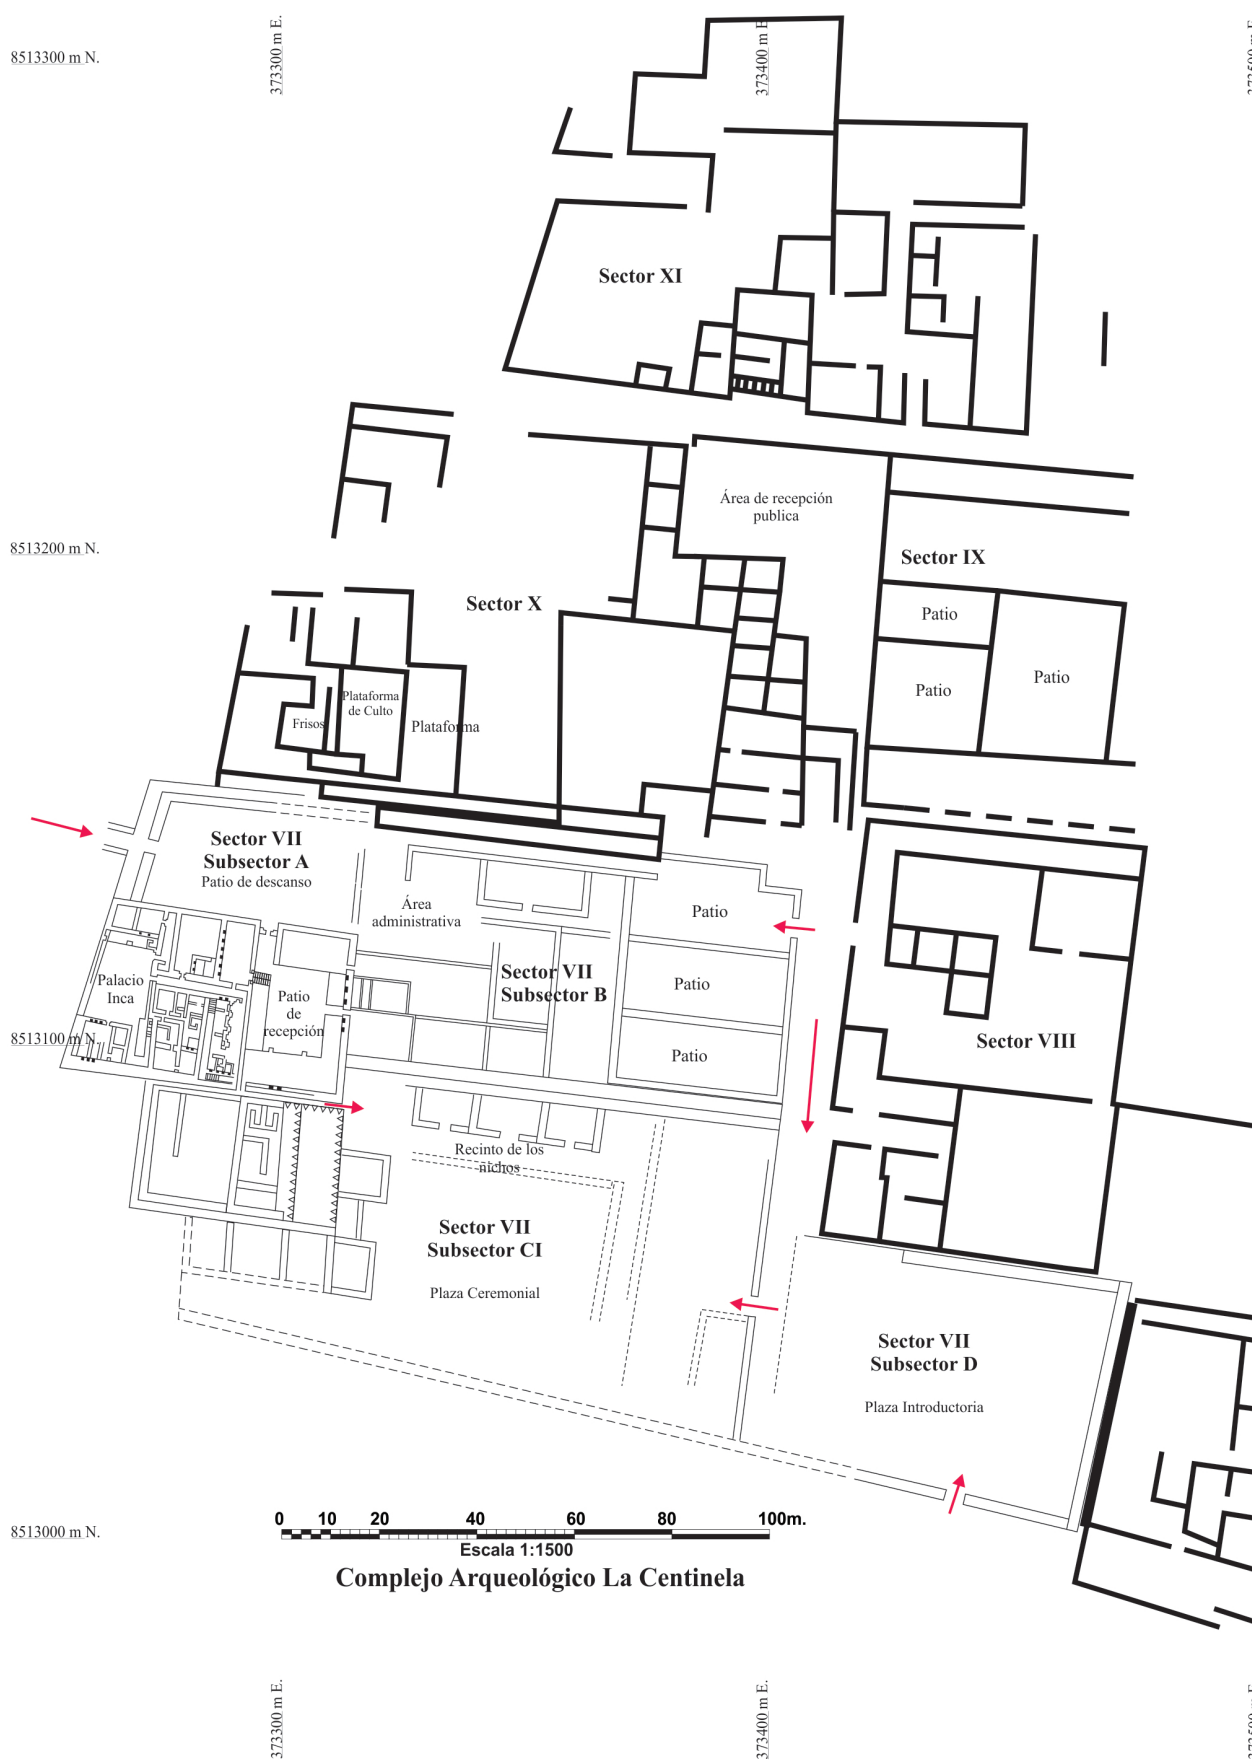 373300 m E.
373400 m E
373500 m E.
8513300 m N.
Sector XI
Área de recepción
publica
8513200 m N.
Sector IX
Sector X
Patio
Patio
Patio
Plataforma
de Culto
Frisos
Plataforma
Sector VII
Subsector A
Patio de descanso
Área
administrativa
Patio
Sector VII
Subsector B
Patio
Palacio
Inca
Patio
de
recepción
8513100 m N.
Sector VIII
Patio
Recinto de los
nichos
Sector VII
Subsector CI
Plaza Ceremonial
Sector VII
Subsector D
Plaza Introductoria
8513000 m N.
0 10 20 40 60 80 100m.
Escala 1:1500
Complejo Arqueológico La Centinela
373300 m E.
373400 m E.
373500 m E.